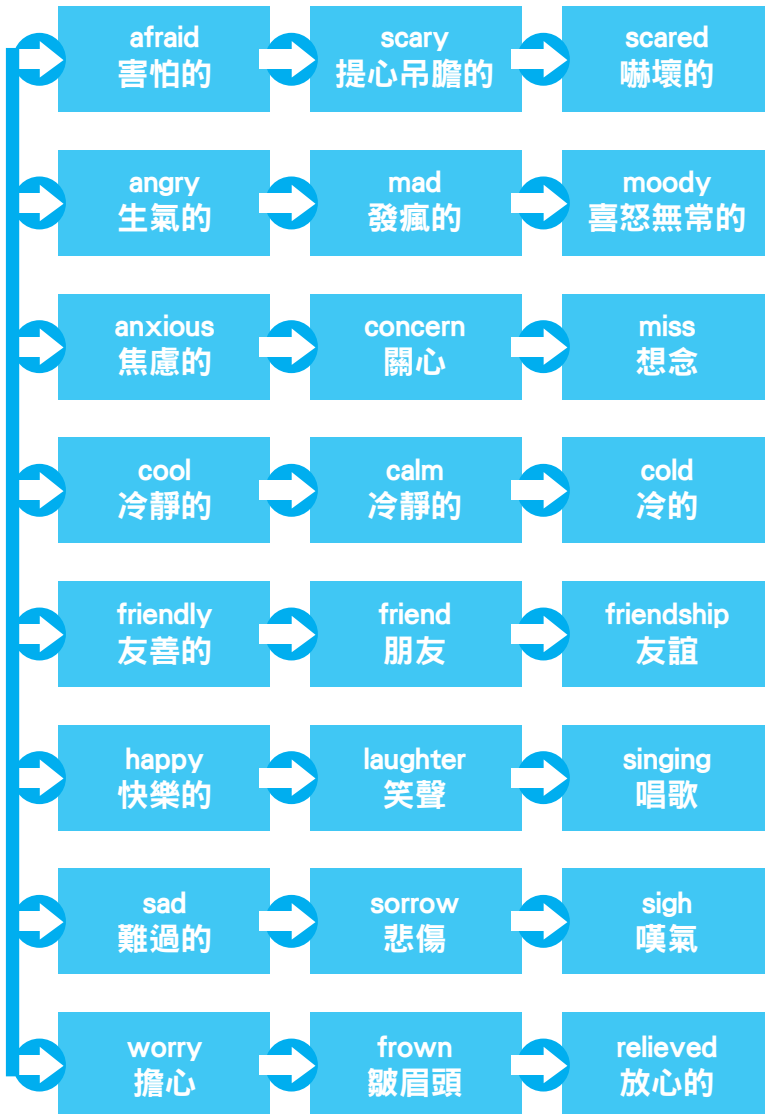 afraid
害怕的
scary
提心吊膽的
scared
嚇壞的
angry
生氣的
mad
發瘋的
moody
喜怒無常的
anxious
焦慮的
concern
關心
miss
想念
cool
冷靜的
calm
冷靜的
cold
冷的
friendly
友善的
friend
朋友
friendship
友誼
happy
快樂的
laughter
笑聲
singing
唱歌
sad
難過的
sorrow
悲傷
sigh
嘆氣
worry
擔心
frown
皺眉頭
relieved
放心的